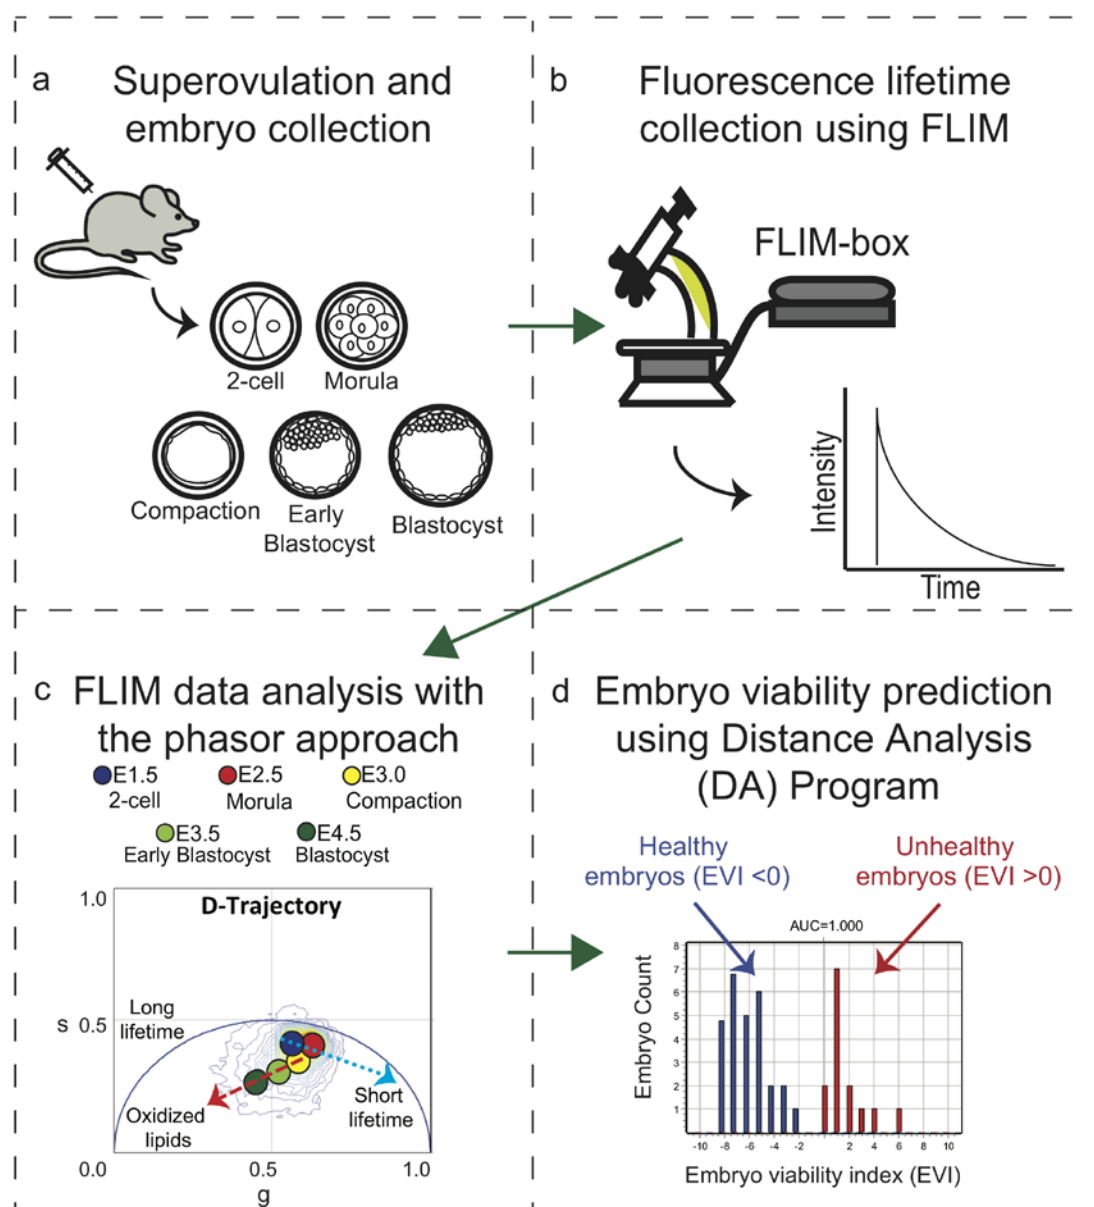 a
Superovulation and
embryo collection
2-cell
Morula
Compaction
Early
Blastocyst
Blastocyst
b
Fluorescence lifetime
collection using FLIM
FLIM-box
Intensity
Time
c
FLIM data analysis with
the phasor approach
E1.5
2-cell
E2.5
Morula
E3.0
Compaction
E3.5
Early Blastocyst
E4.5
Blastocyst
D-Trajectory
1.0
s 0.5
Long
lifetime
Short
lifetime
Oxidized
lipids
0.0 0.5 1.0
g
d
Embryo viability prediction
using Distance Analysis
(DA) Program
Healthy
embryos (EVI <0)
Unhealthy
embryos (EVI >0)
AUC=1.000
Embryo Count
8
7
6
5
4
3
2
1
-10 -8 -6 -4 -2 2 4 6 8 10
Embryo viability index (EVI)